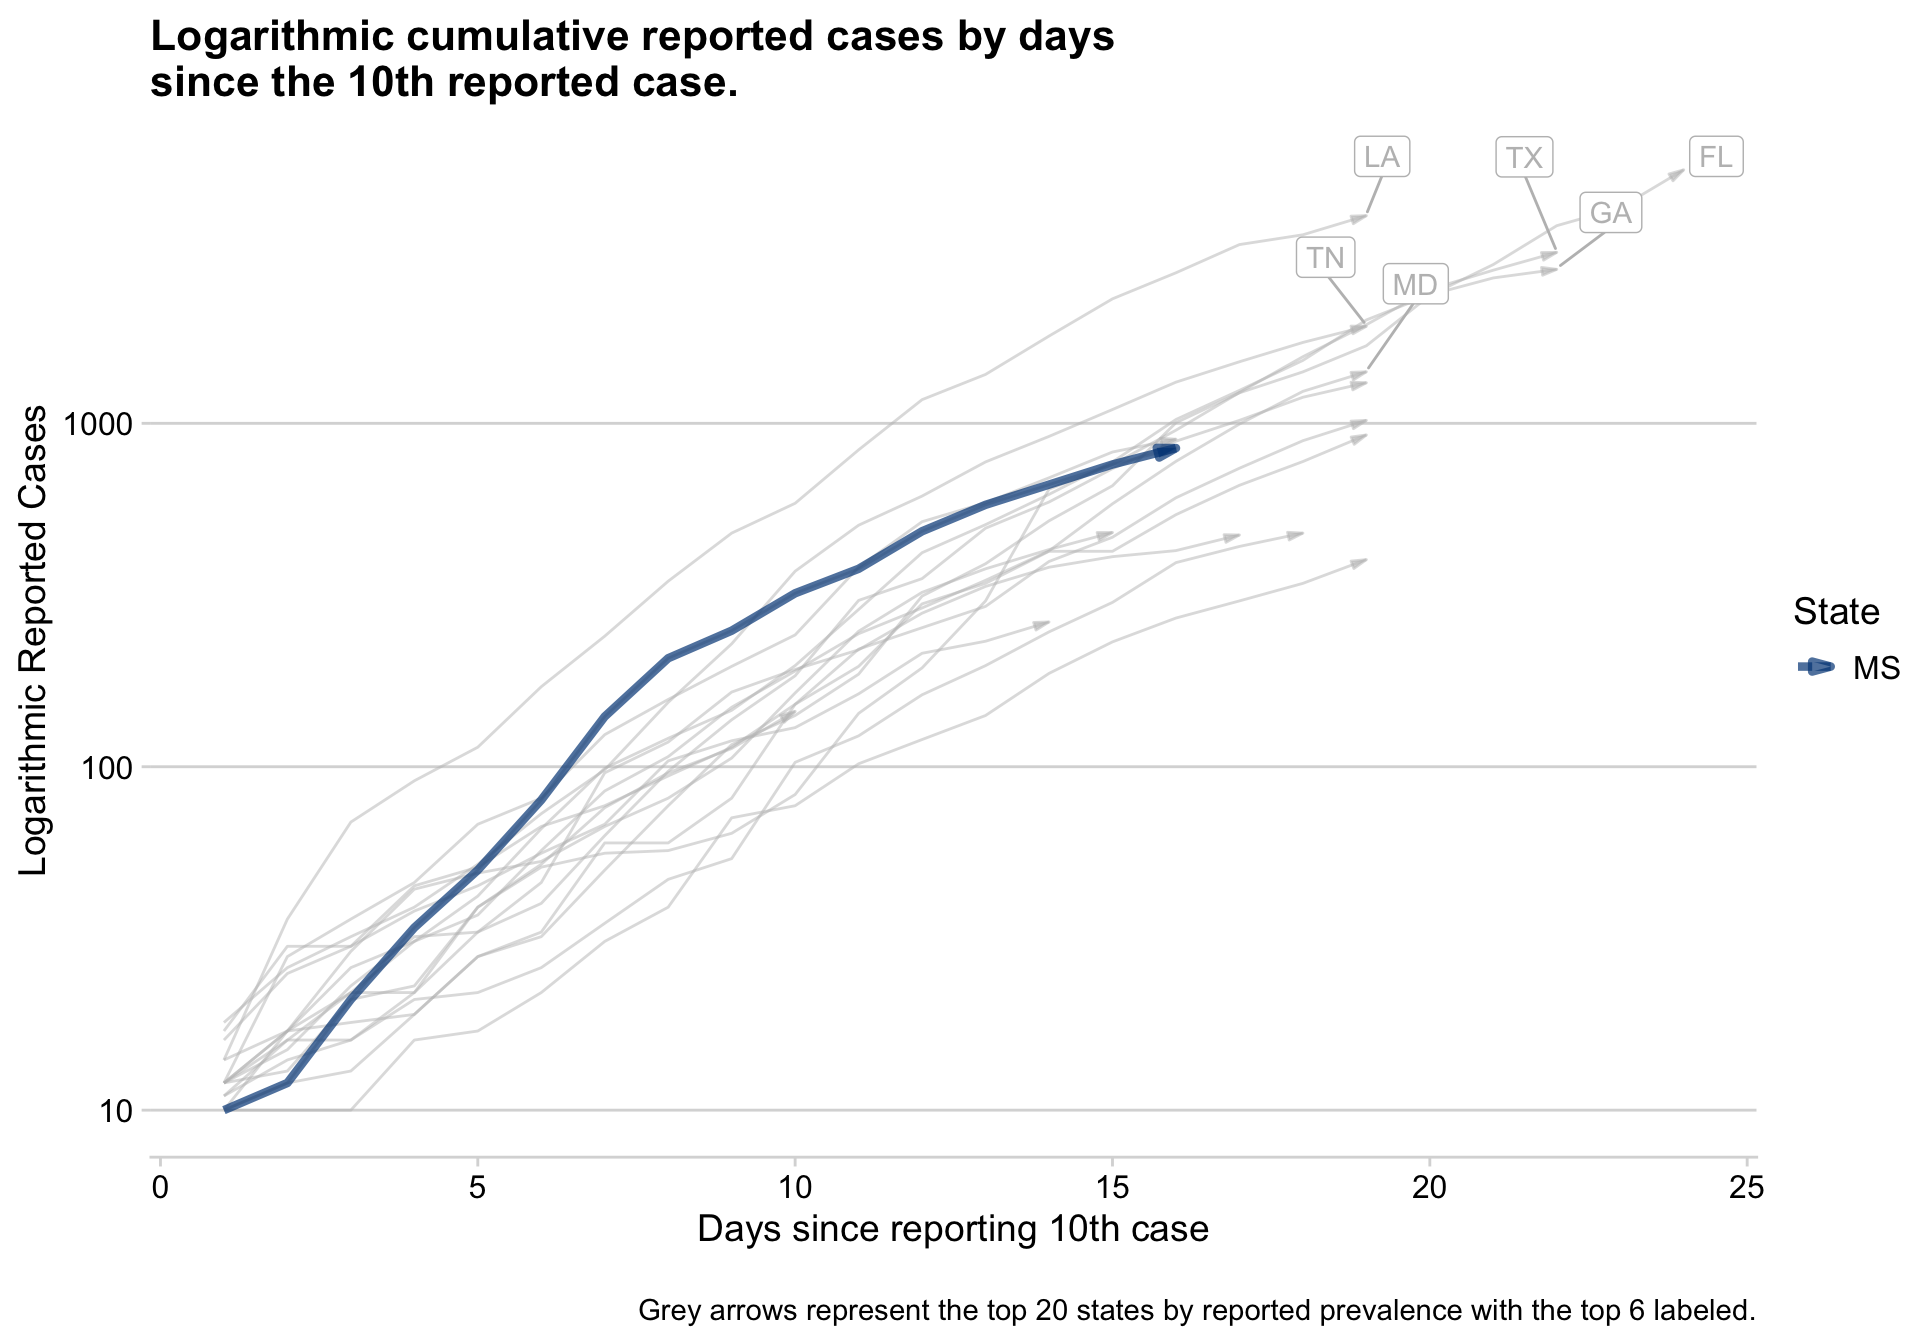 Logarithmic cumulative reported cases by days
since the 10th reported case.
LA
TX
FL
GA
TN
MD
Logarithmic Reported Cases
1000
100
10
State
MS
0
5
10
15
20
25
Days since reporting 10th case
Grey arrows represent the top 20 states by reported prevalence with the top 6 labeled.